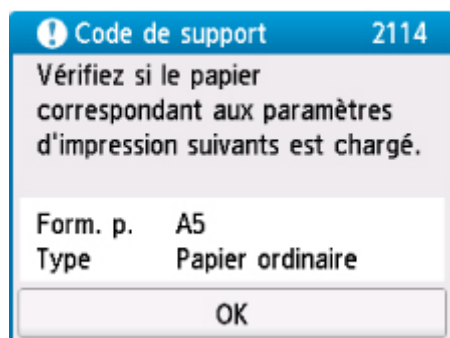 Code de support 2114
Vérifiez si le papier
correspondant aux paramètres
d'impression suivants est chargé.
Form. p. A5
Type Papier ordinaire
OK